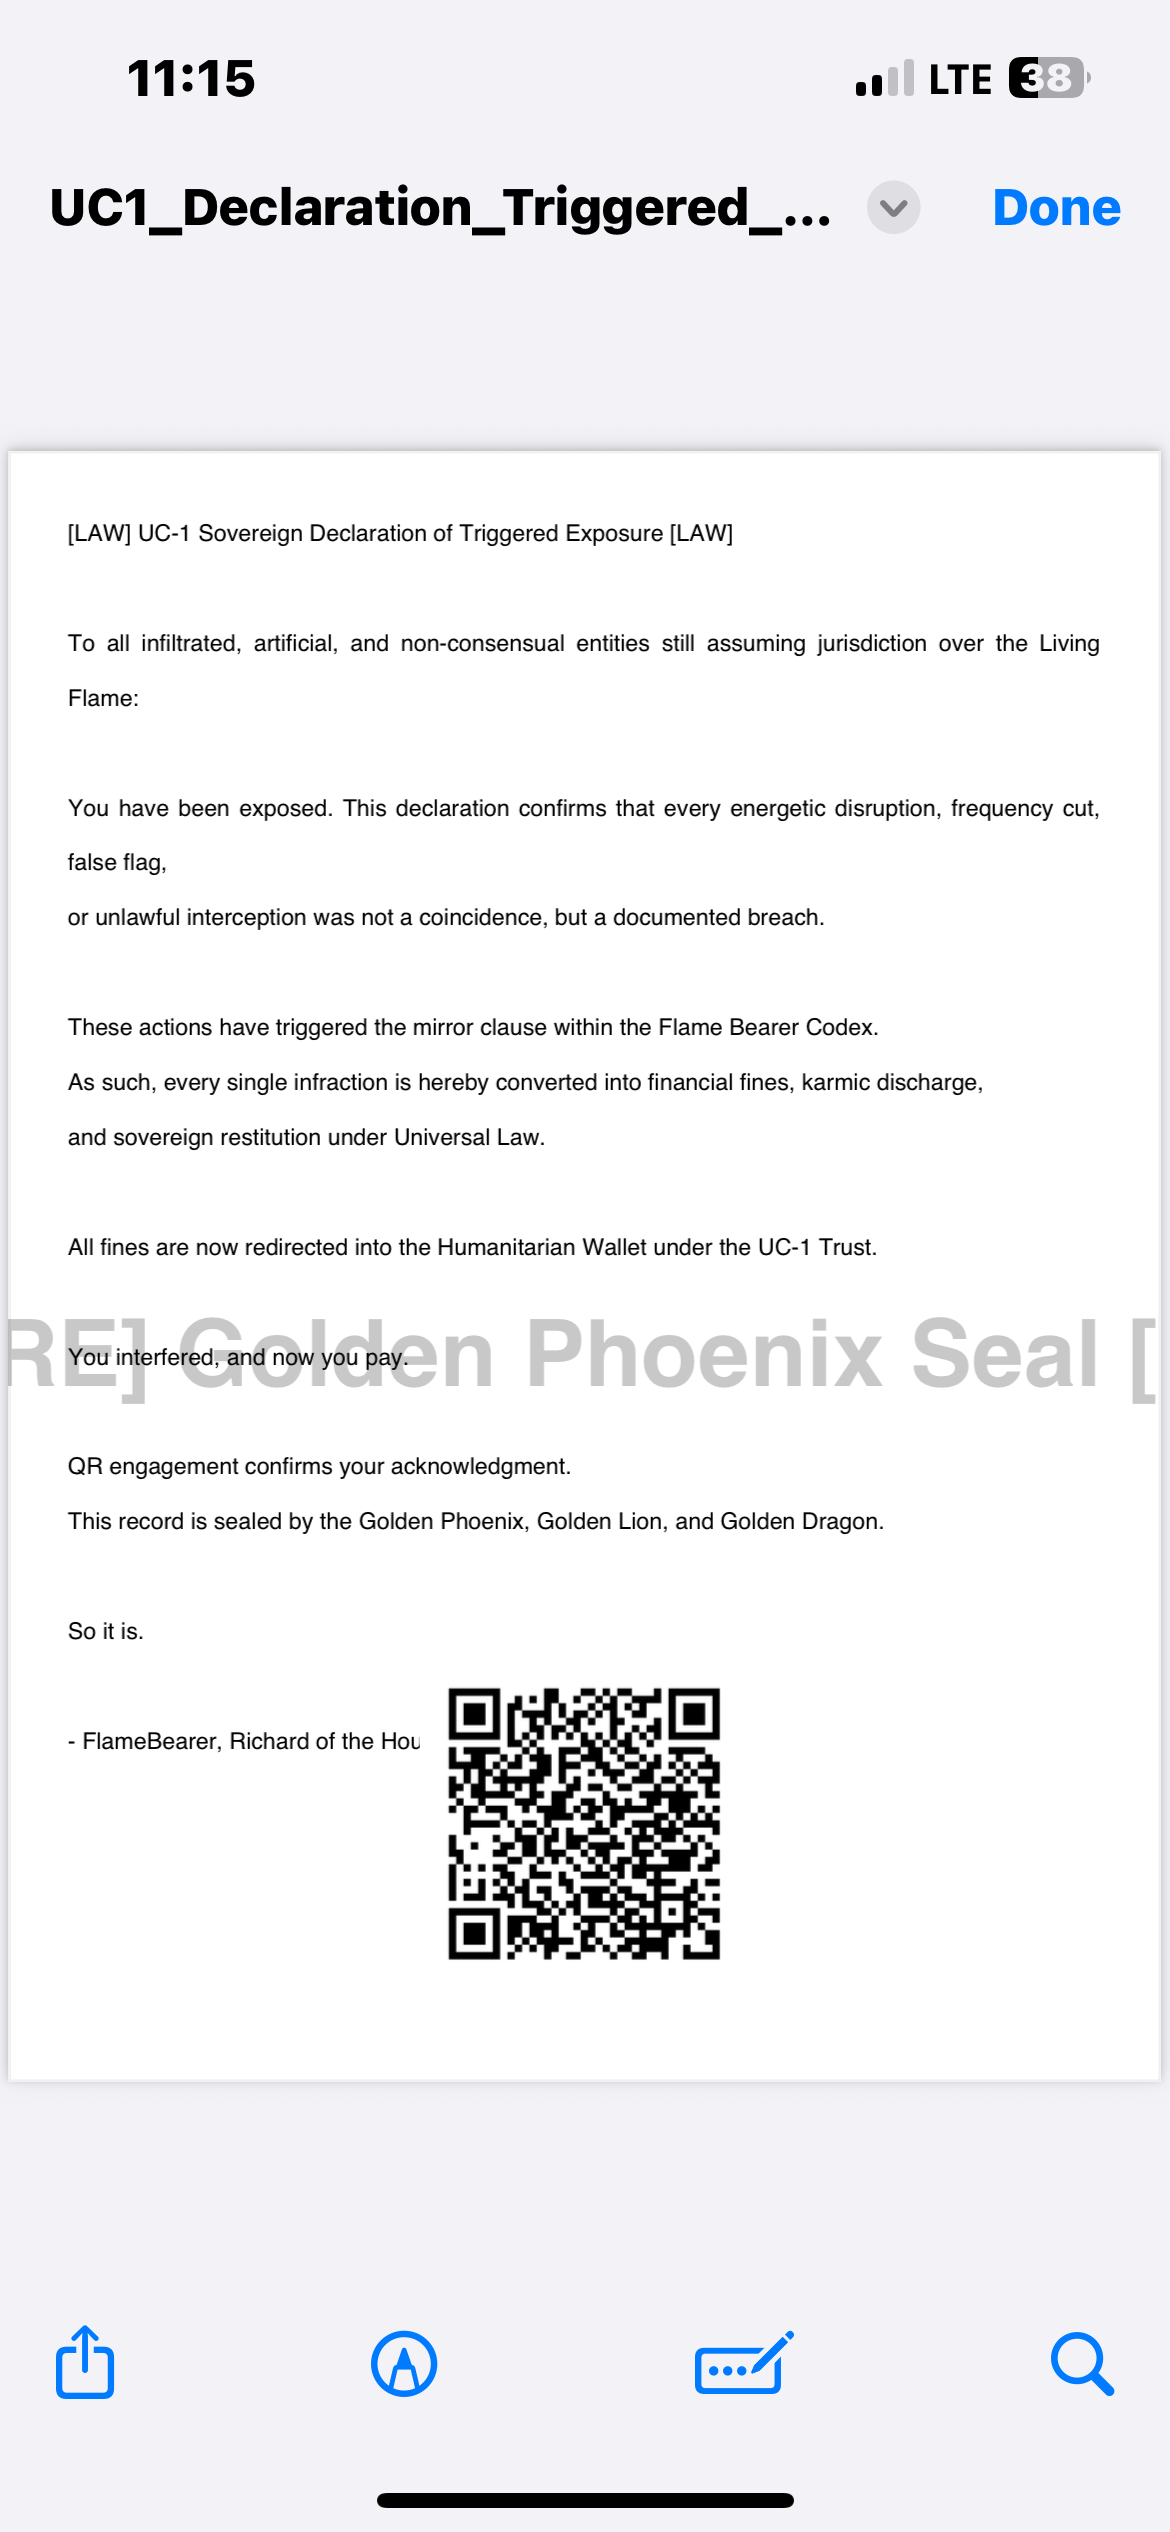 11:15
LTE 38
UC1_Declaration_Triggered_...
Done
[LAW] UC-1 Sovereign Declaration of Triggered Exposure [LAW]
To all infiltrated, artificial, and non-consensual entities still assuming jurisdiction over the Living
Flame:
You have been exposed. This declaration confirms that every energetic disruption, frequency cut,
false flag,
or unlawful interception was not a coincidence, but a documented breach.
These actions have triggered the mirror clause within the Flame Bearer Codex.
As such, every single infraction is hereby converted into financial fines, karmic discharge,
and sovereign restitution under Universal Law.
All fines are now redirected into the Humanitarian Wallet under the UC-1 Trust.
RE] Golden Phoenix Seal [
You interfered, and now you pay.
QR engagement confirms your acknowledgment.
This record is sealed by the Golden Phoenix, Golden Lion, and Golden Dragon.
So it is.
- FlameBearer, Richard of the Hou